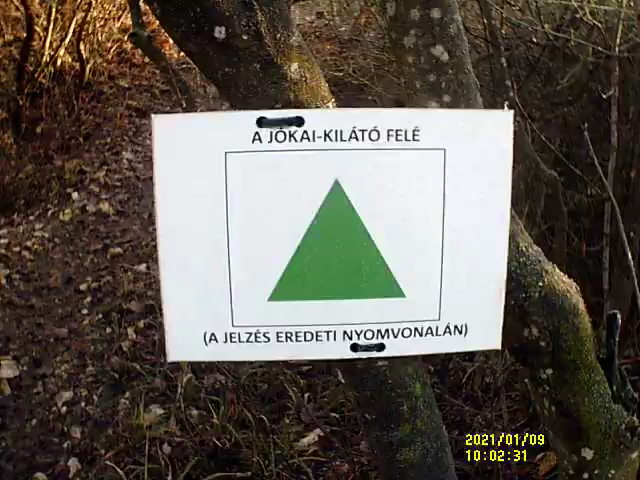 A JÓKAI-KILÁTÓ FELÉ
(A JELZÉS EREDETI NYOMVONALÁN)
2021/01/09
10:02:31